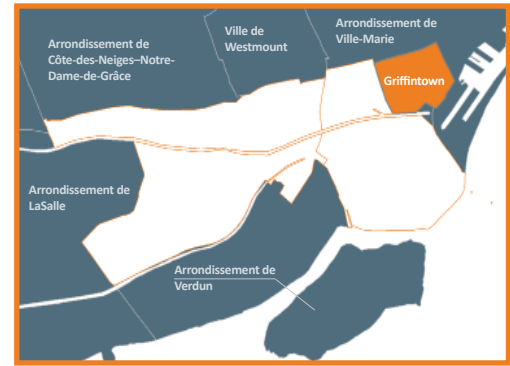 Arrondissement de
Côte-des-Neiges–Notre-
Dame-de-Grâce
Ville de
Westmount
Arrondissement de
Ville-Marie
Griffintown
Arrondissement de
LaSalle
Arrondissement de
Verdun